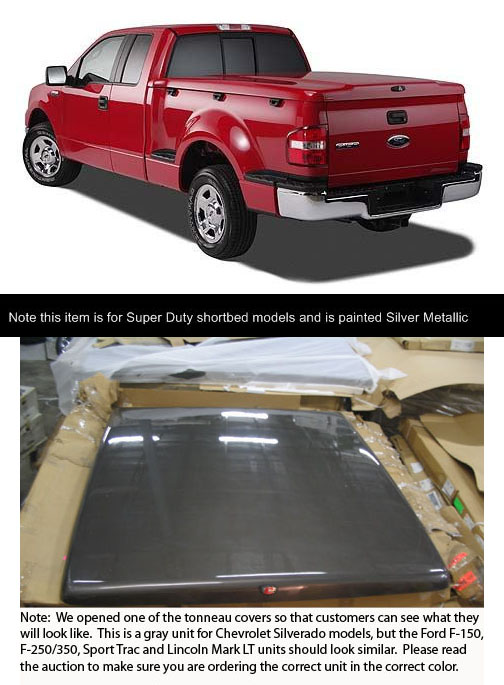 Note this item is for Super Duty shortbed models and is painted Silver Metallic
Note:  We opened one of the tonneau covers so that customers can see what they
will look like.  This is a gray unit for Chevrolet Silverado models, but the Ford F-150,
F-250/350, Sport Trac and Lincoln Mark LT units should look similar.  Please read
the auction to make sure you are ordering the correct unit in the correct color.